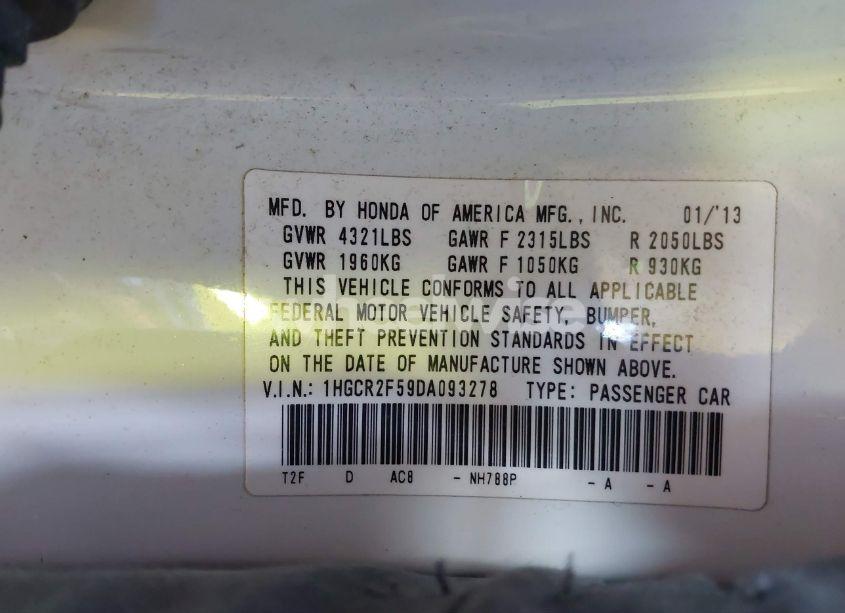 MFD. BY HONDA OF AMERICA MFG., INC. 01/'13
GVWR 4321LBS GAWR F 2315LBS R 2050LBS
GVWR 1960KG GAWR F 1050KG R 930KG
THIS VEHICLE CONFORMS TO ALL APPLICABLE
FEDERAL MOTOR VEHICLE SAFETY, BUMPER,
AND THEFT PREVENTION STANDARDS IN EFFECT
ON THE DATE OF MANUFACTURE SHOWN ABOVE.
V.I.N.: 1HGCR2F59DA093278 TYPE: PASSENGER CAR
T2F D AC8 - NH788P - A - A